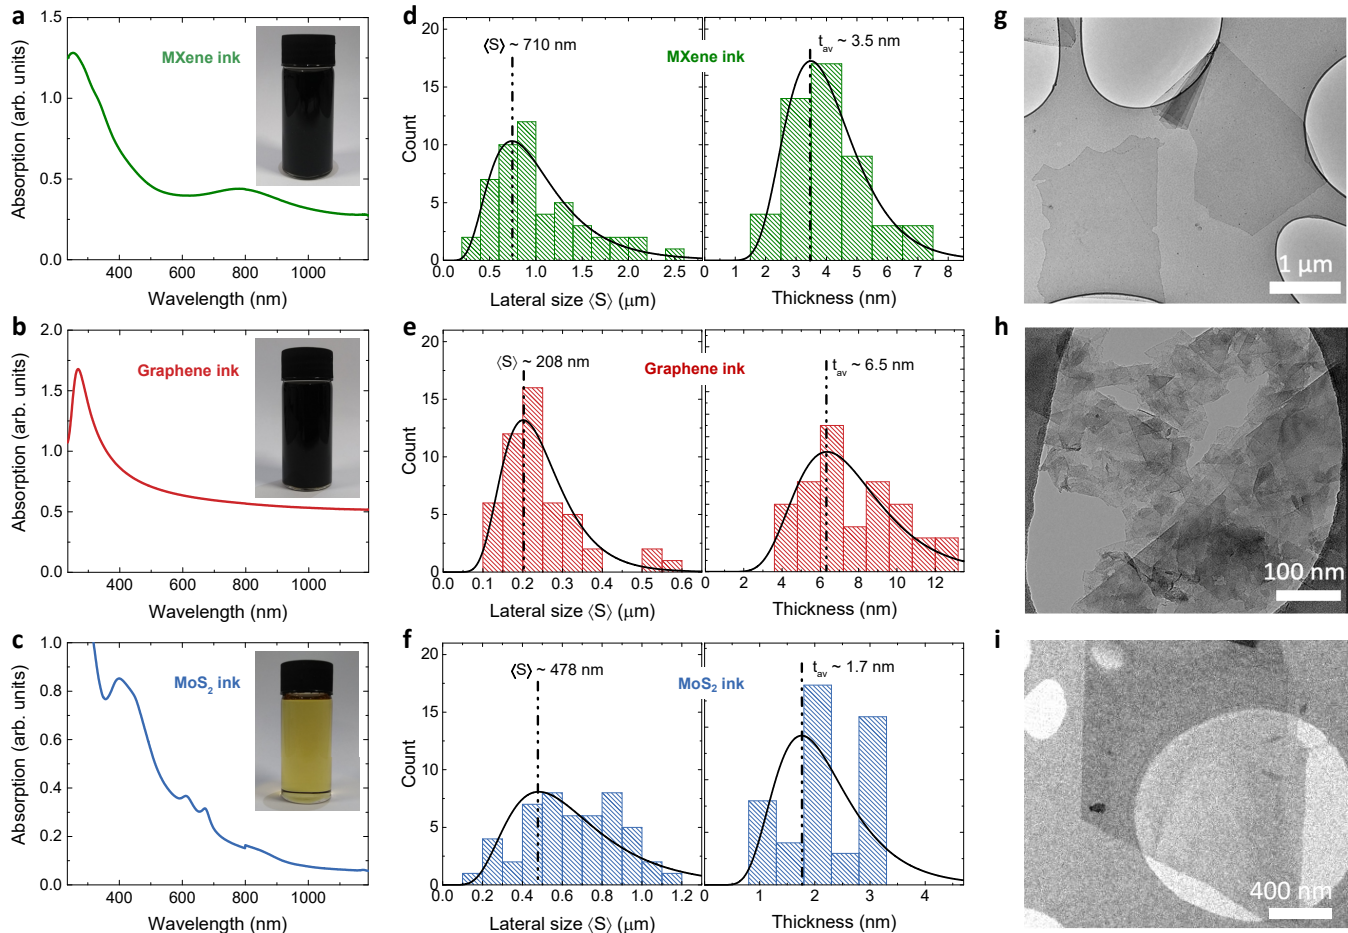 a
1.5
1.0
0.5
0.0
Absorption (arb. units)
MXene ink
400 600 800 1000
Wavelength (nm)
b
2.0
1.5
1.0
0.5
0.0
Absorption (arb. units)
Graphene ink
400 600 800 1000
Wavelength (nm)
c
1.0
0.8
0.6
0.4
0.2
0.0
Absorption (arb. units)
MoS₂ ink
400 600 800 1000
Wavelength (nm)
d
20
15
10
5
0
Count
⟨S⟩ ~ 710 nm
MXene ink
t_av ~ 3.5 nm
0.5 1.0 1.5 2.0 2.5
Lateral size ⟨S⟩ (μm)
1 2 3 4 5 6 7 8
Thickness (nm)
e
20
15
10
5
0
Count
⟨S⟩ ~ 208 nm
Graphene ink
t_av ~ 6.5 nm
0.0 0.1 0.2 0.3 0.4 0.5 0.6
Lateral size ⟨S⟩ (μm)
0 2 4 6 8 10 12
Thickness (nm)
f
20
15
10
5
0
Count
⟨S⟩ ~ 478 nm
MoS₂ ink
t_av ~ 1.7 nm
0.0 0.2 0.4 0.6 0.8 1.0 1.2
Lateral size ⟨S⟩ (μm)
0 1 2 3 4
Thickness (nm)
g
1 μm
h
100 nm
i
400 nm